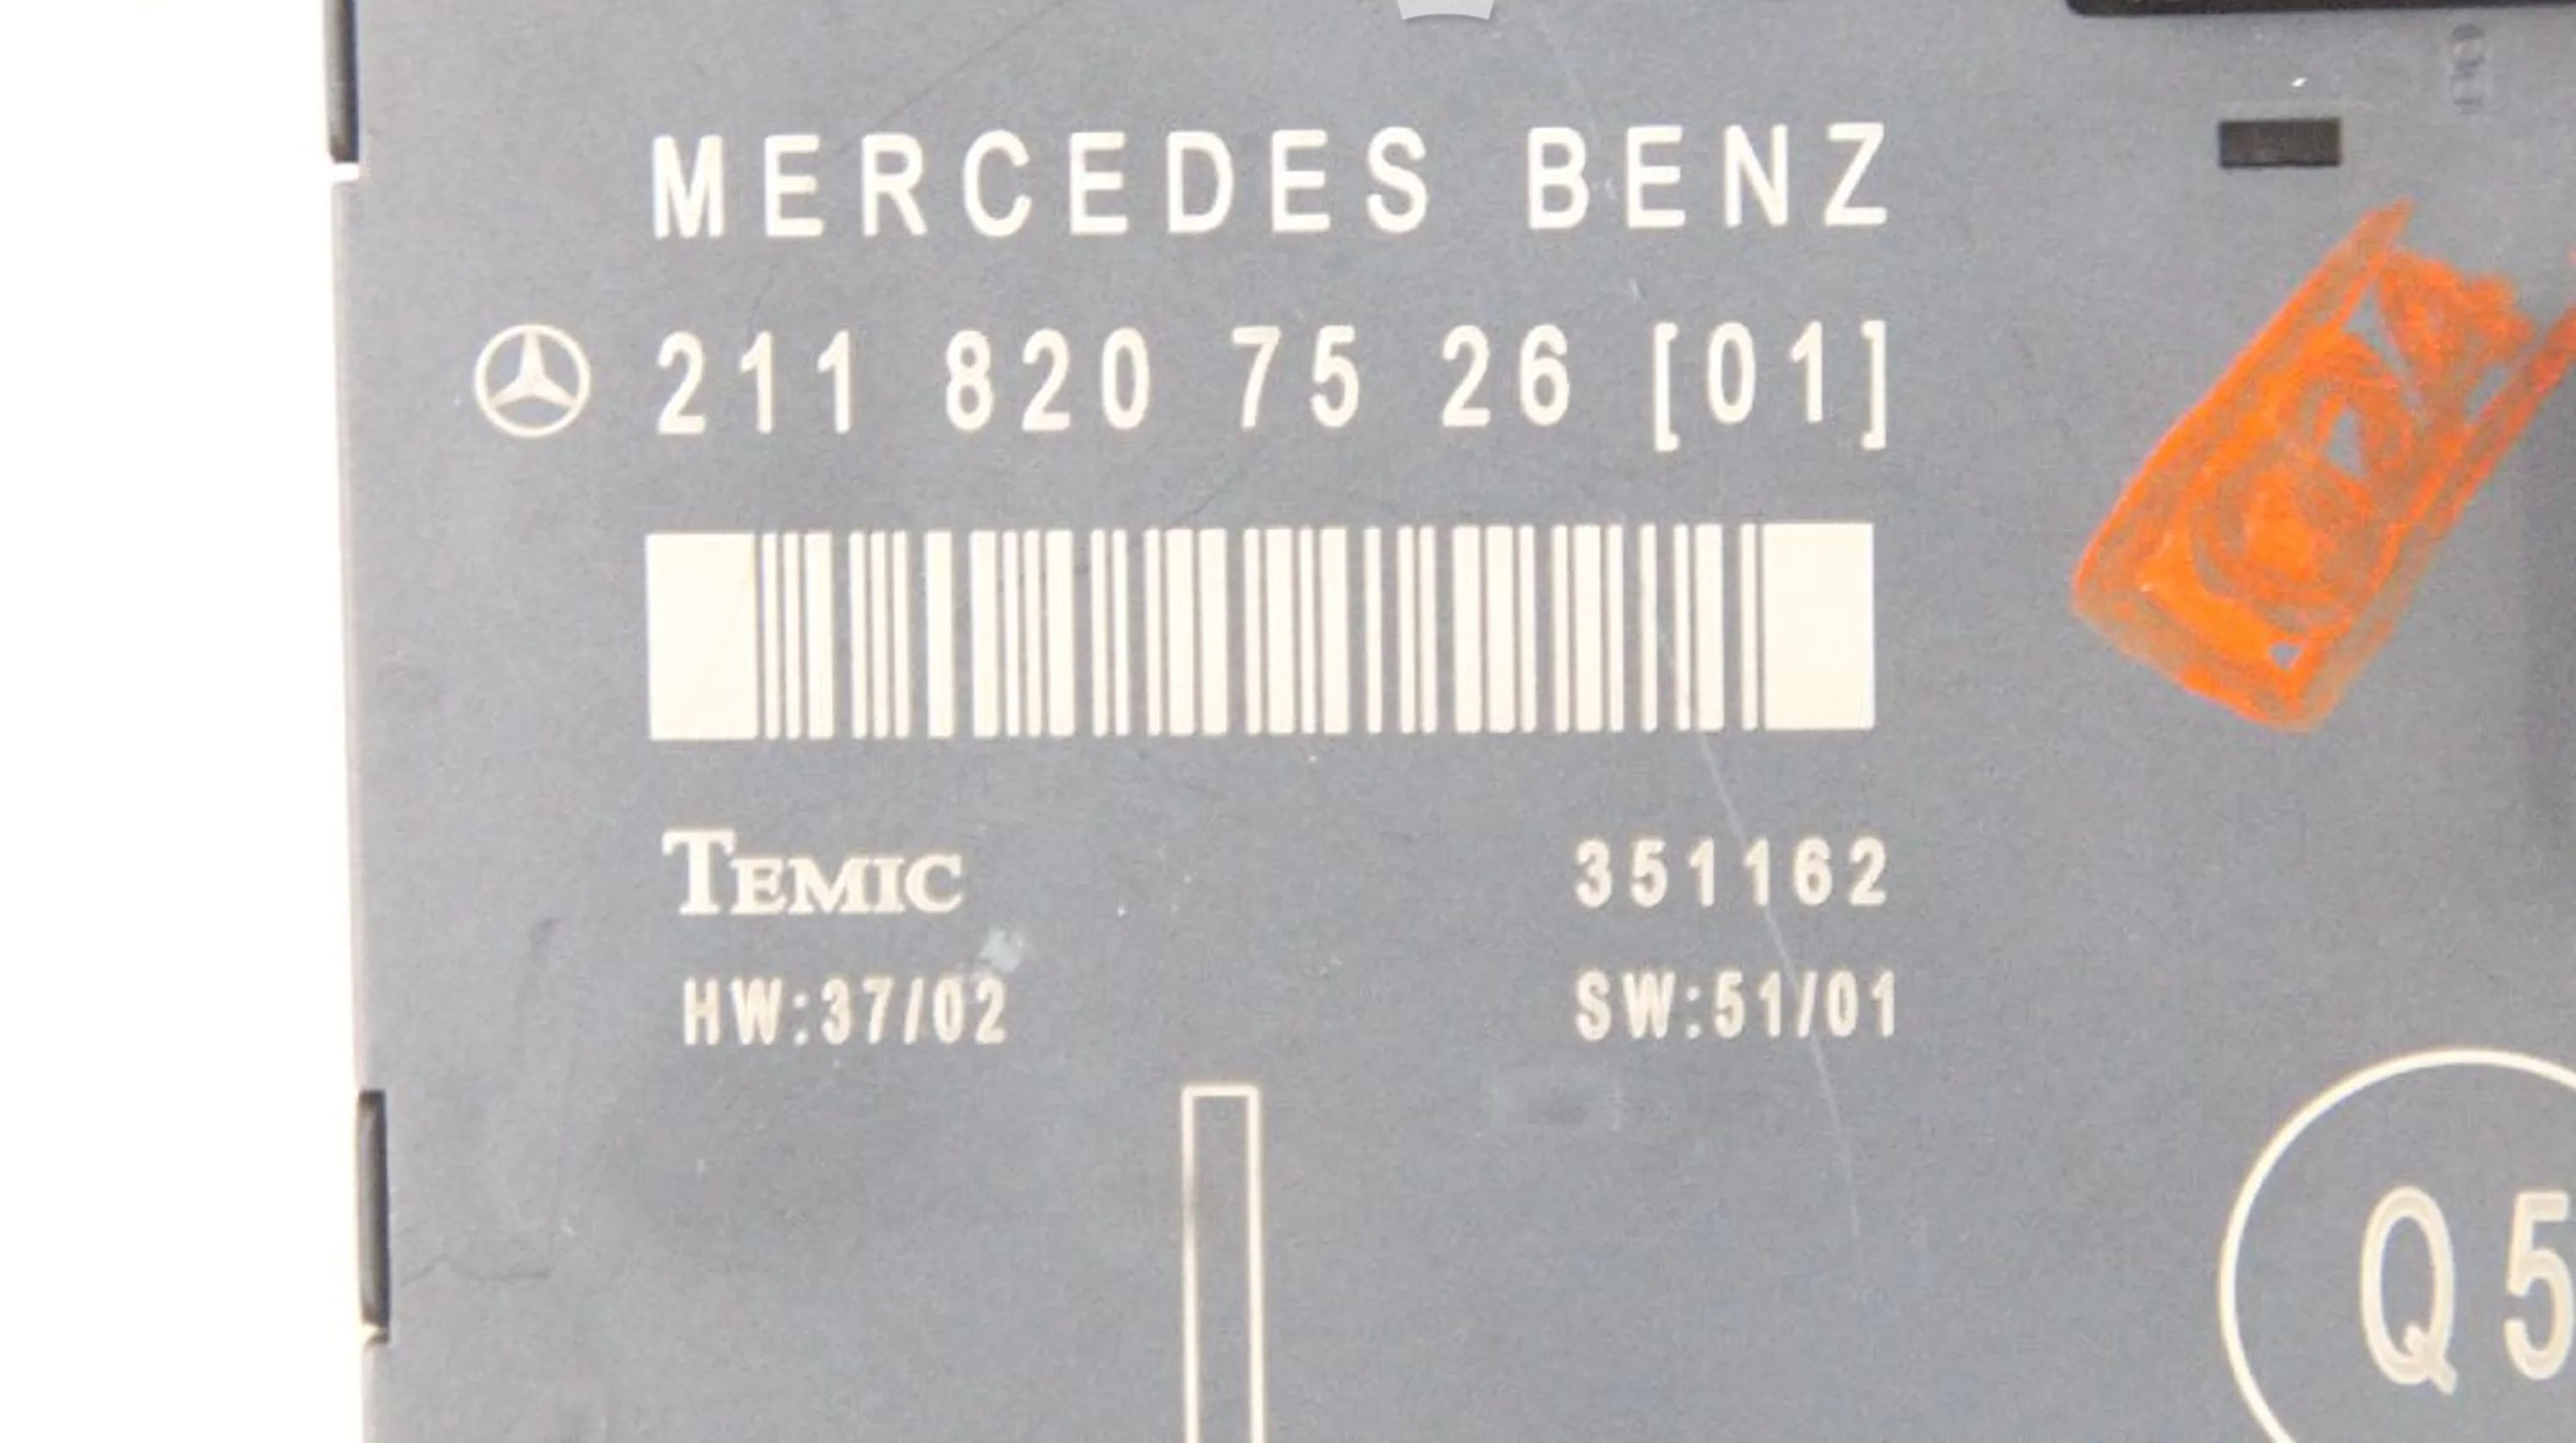 MERCEDES BENZ
211 820 75 26 [01]
TEMIC 351162
HW:37/02 SW:51/01
Q5